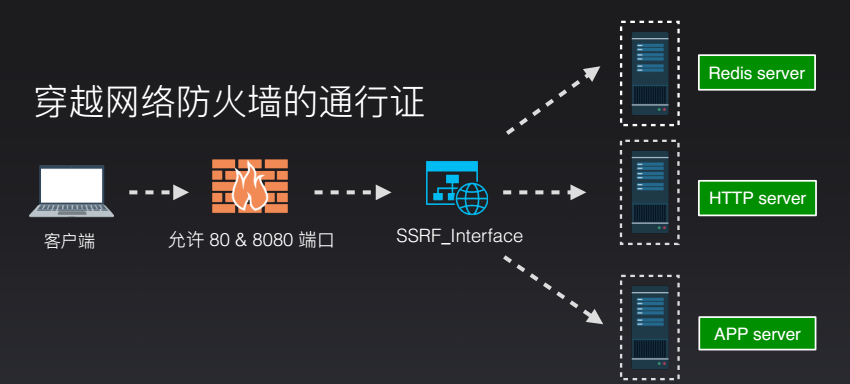 穿越网络防火墙的通行证
Redis server
HTTP server
客户端
允许 80 & 8080 端口
SSRF_Interface
APP server